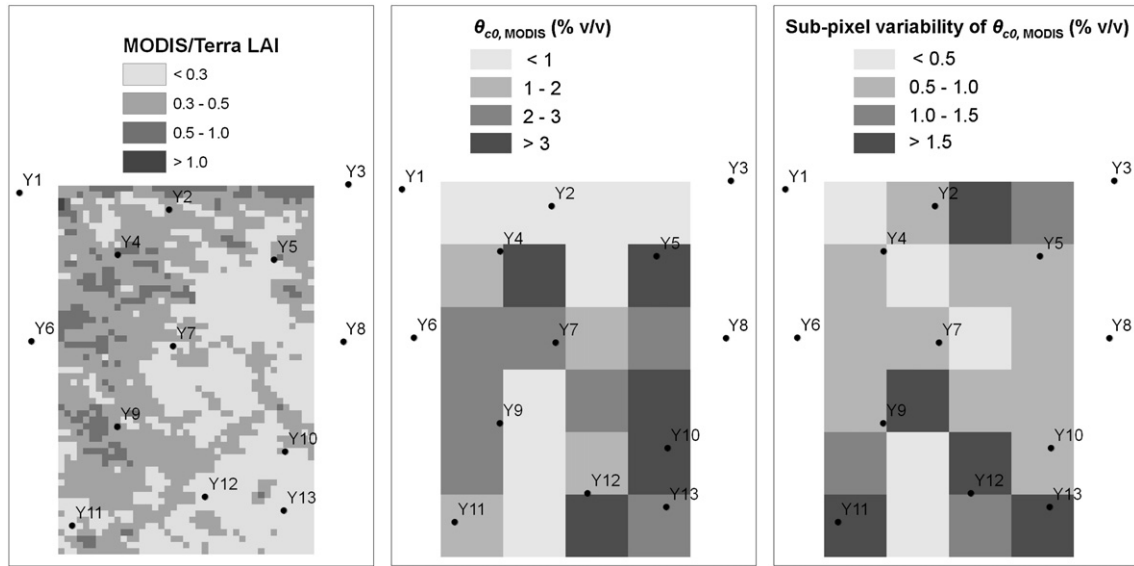 MODIS/Terra LAI
< 0.3
0.3 - 0.5
0.5 - 1.0
> 1.0
Y1
Y2
Y3
Y4
Y5
Y6
Y7
Y8
Y9
Y10
Y11
Y12
Y13
θc0, MODIS (% v/v)
< 1
1 - 2
2 - 3
> 3
Y1
Y2
Y3
Y4
Y5
Y6
Y7
Y8
Y9
Y10
Y11
Y12
Y13
Sub-pixel variability of θc0, MODIS (% v/v)
< 0.5
0.5 - 1.0
1.0 - 1.5
> 1.5
Y1
Y2
Y3
Y4
Y5
Y6
Y7
Y8
Y9
Y10
Y11
Y12
Y13